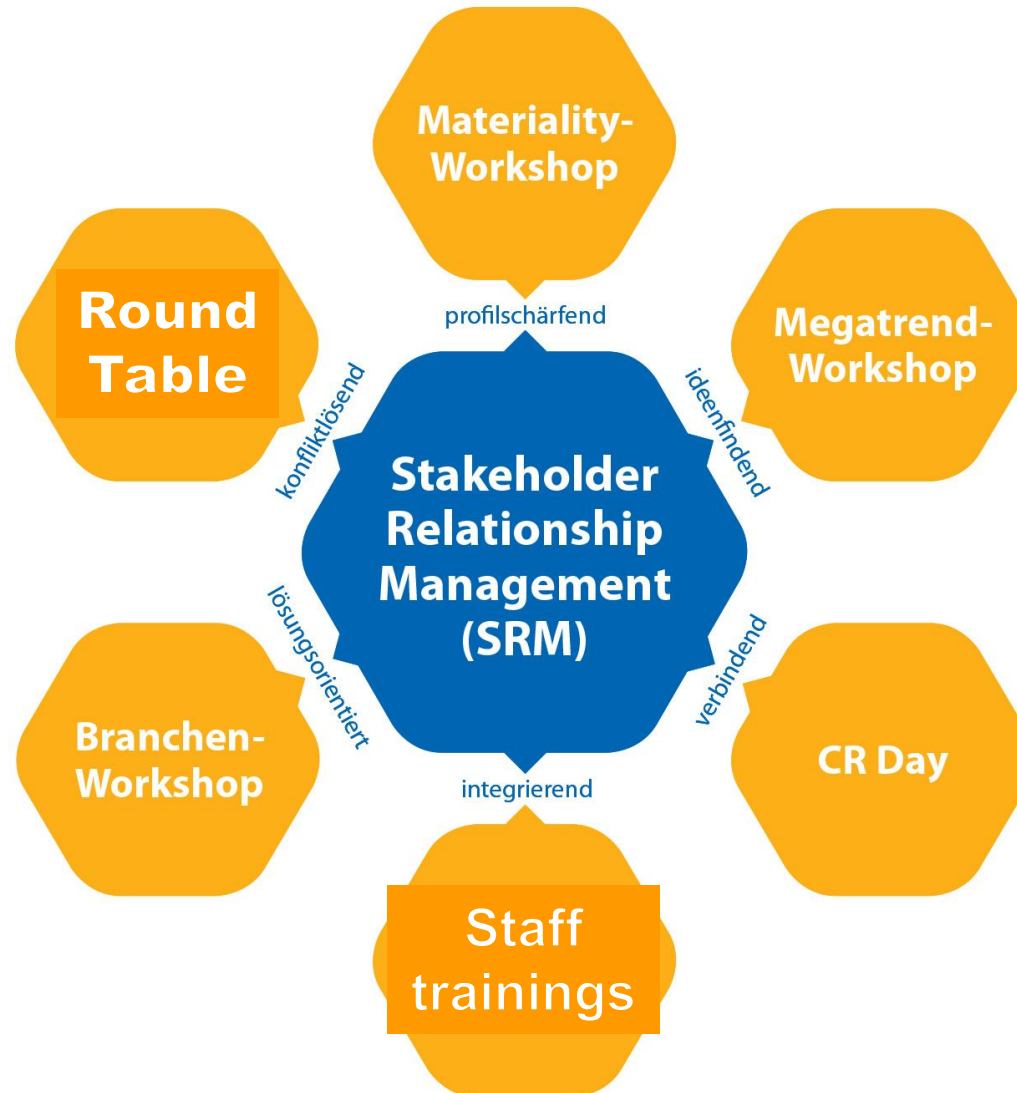 Materiality-
Workshop
profilschärfend
Round
Table
konfliktlösend
Megatrend-
Workshop
ideenfindend
Stakeholder
Relationship
Management
(SRM)
Branchen-
Workshop
lösungsorientiert
CR Day
verbindend
integrierend
Staff
trainings